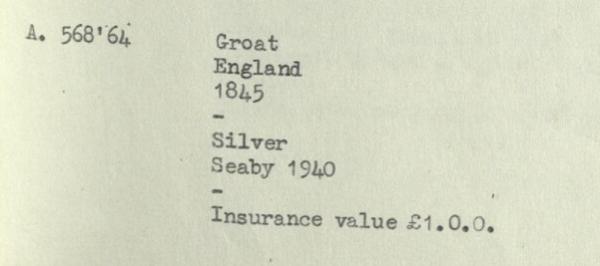 A. 568'64
Groat
England
1845
-
Silver
Seaby 1940
-
Insurance value £1.0.0.